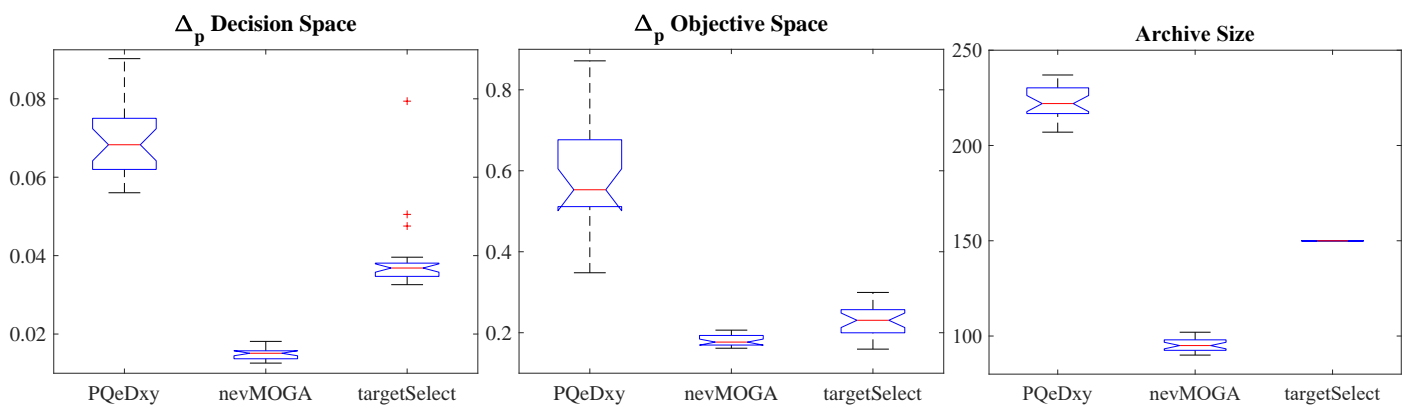 Δp Decision Space
0.08
0.06
0.04
0.02
PQeDxy nevMOGA targetSelect
Δp Objective Space
0.8
0.6
0.4
0.2
PQeDxy nevMOGA targetSelect
Archive Size
250
200
150
100
PQeDxy nevMOGA targetSelect